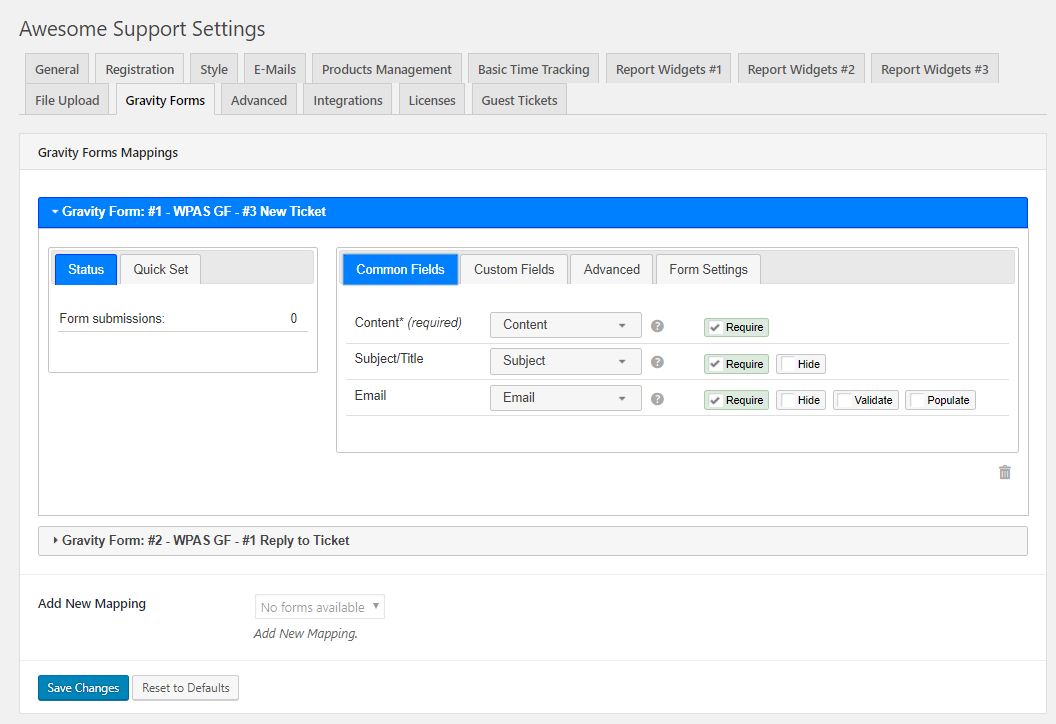 Awesome Support Settings
General Registration Style E-Mails Products Management Basic Time Tracking Report Widgets #1 Report Widgets #2 Report Widgets #3
File Upload Gravity Forms Advanced Integrations Licenses Guest Tickets
Gravity Forms Mappings
Gravity Form: #1 - WPAS GF - #3 New Ticket
Status Quick Set
Form submissions: 0
Common Fields Custom Fields Advanced Form Settings
Content* (required) Content ? Require
Subject/Title Subject ? Require Hide
Email Email ? Require Hide Validate Populate
Gravity Form: #2 - WPAS GF - #1 Reply to Ticket
Add New Mapping No forms available
Add New Mapping.
Save Changes Reset to Defaults